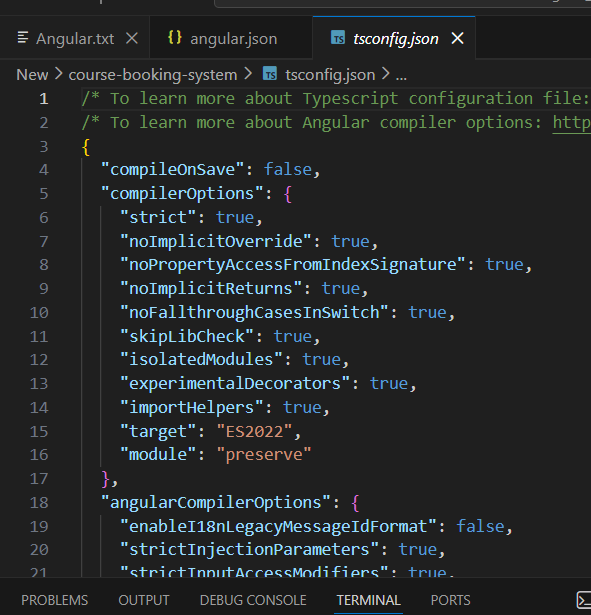 Angular.txt
{} angular.json
TS tsconfig.json
New > course-booking-system > TS tsconfig.json > ...
1 /* To learn more about Typescript configuration file:
2 /* To learn more about Angular compiler options: http
3 {
4 "compileOnSave": false,
5 "compilerOptions": {
6 "strict": true,
7 "noImplicitOverride": true,
8 "noPropertyAccessFromIndexSignature": true,
9 "noImplicitReturns": true,
10 "noFallthroughCasesInSwitch": true,
11 "skipLibCheck": true,
12 "isolatedModules": true,
13 "experimentalDecorators": true,
14 "importHelpers": true,
15 "target": "ES2022",
16 "module": "preserve"
17 },
18 "angularCompilerOptions": {
19 "enableI18nLegacyMessageIdFormat": false,
20 "strictInjectionParameters": true,
21 "strictInputAccessModifiers": true,
PROBLEMS OUTPUT DEBUG CONSOLE TERMINAL PORTS